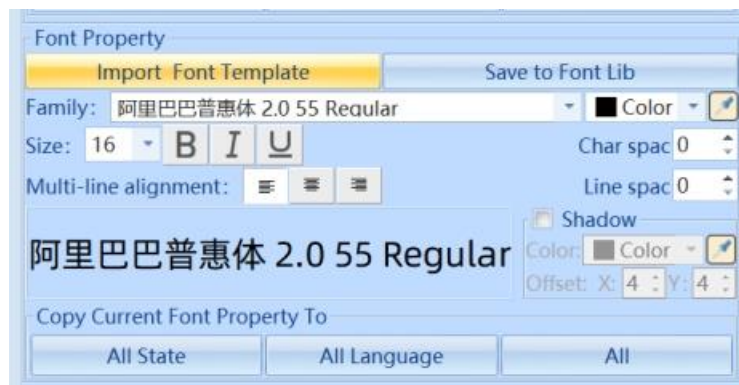 Font Property
Import Font Template Save to Font Lib
Family: 阿里巴巴普惠体 2.0 55 Regular Color
Size: 16 B I U Char spac 0
Multi-line alignment: Line spac 0
Shadow
阿里巴巴普惠体 2.0 55 Regular
Color: Color
Offset: X: 4 Y: 4
Copy Current Font Property To
All State All Language All